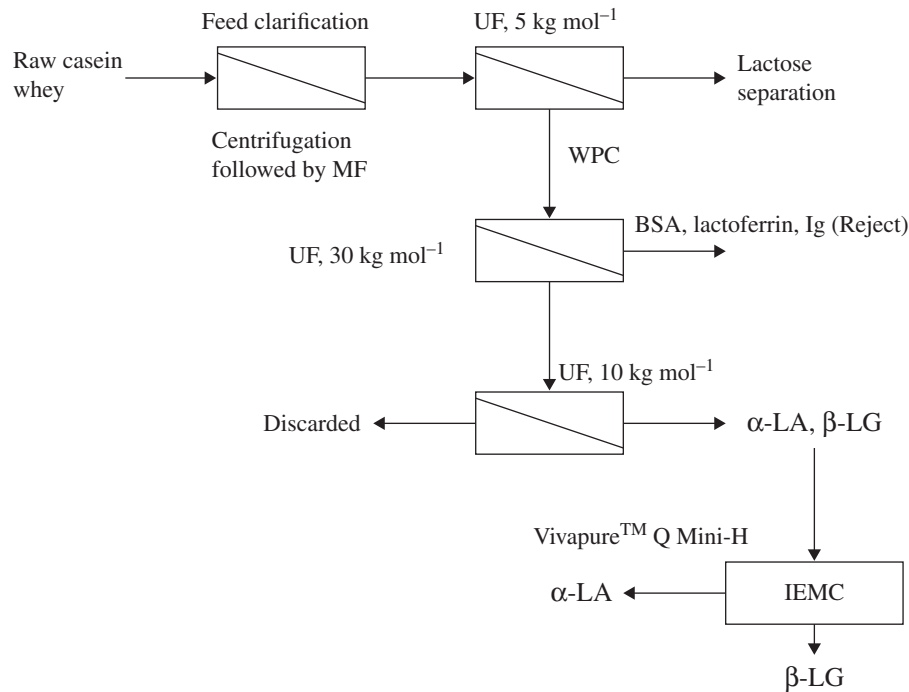 Feed clarification
UF, 5 kg mol⁻¹
Raw casein
whey
Lactose
separation
Centrifugation
followed by MF
WPC
BSA, lactoferrin, Ig (Reject)
UF, 30 kg mol⁻¹
UF, 10 kg mol⁻¹
Discarded
α-LA, β-LG
Vivapure™ Q Mini-H
α-LA
IEMC
β-LG